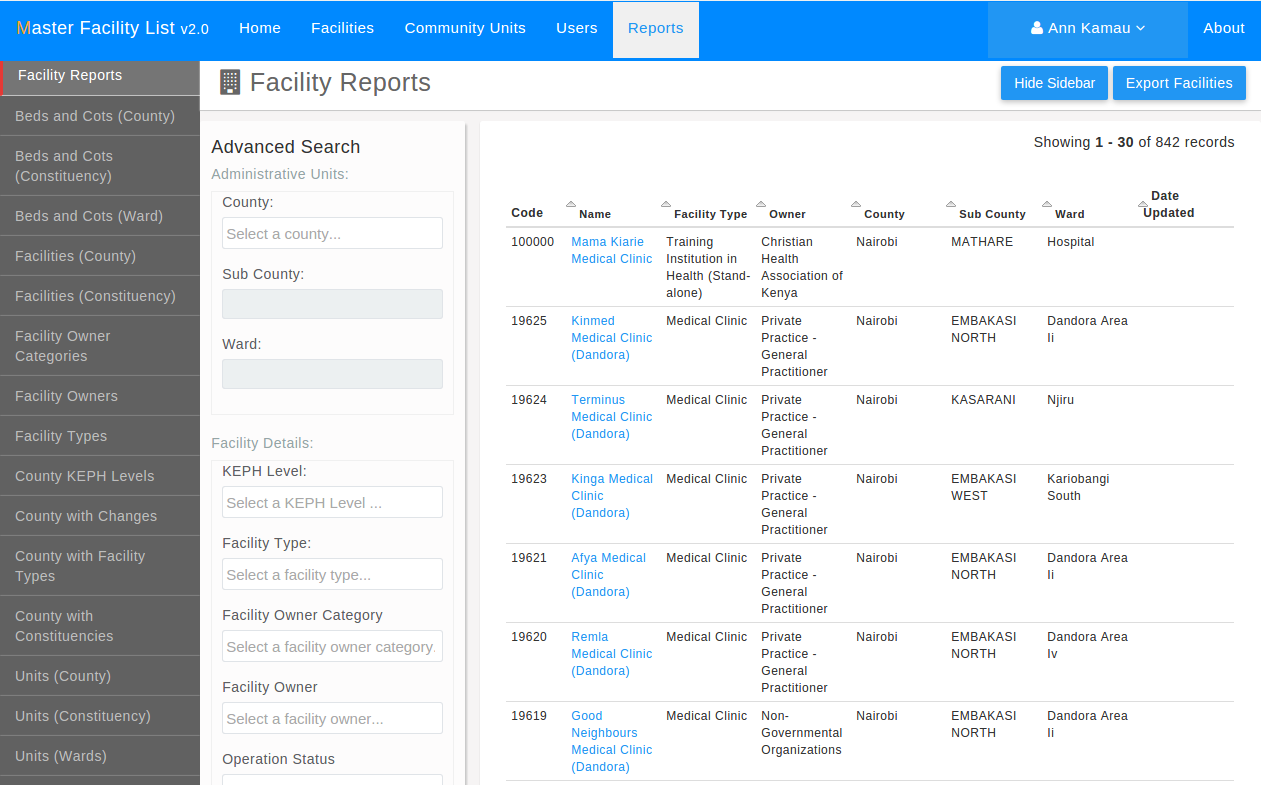 Master Facility List v2.0
Home
Facilities
Community Units
Users
Reports
Ann Kamau
About
Facility Reports
Beds and Cots (County)
Beds and Cots
(Constituency)
Beds and Cots (Ward)
Facilities (County)
Facilities (Constituency)
Facility Owner
Categories
Facility Owners
Facility Types
County KEPH Levels
County with Changes
County with Facility
Types
County with
Constituencies
Units (County)
Units (Constituency)
Units (Wards)
Facility Reports
Hide Sidebar
Export Facilities
Advanced Search
Administrative Units:
County:
Select a county...
Sub County:
Ward:
Facility Details:
KEPH Level:
Select a KEPH Level ...
Facility Type:
Select a facility type...
Facility Owner Category
Select a facility owner category.
Facility Owner
Select a facility owner...
Operation Status
Showing 1 - 30 of 842 records
Code
Name
Facility Type
Owner
County
Sub County
Ward
Date
Updated
100000
Mama Kiarie
Medical Clinic
Training
Institution in
Health (Stand-
alone)
Christian
Health
Association of
Kenya
Nairobi
MATHARE
Hospital
19625
Kinmed
Medical Clinic
(Dandora)
Medical Clinic
Private
Practice -
General
Practitioner
Nairobi
EMBAKASI
NORTH
Dandora Area
Ii
19624
Terminus
Medical Clinic
(Dandora)
Medical Clinic
Private
Practice -
General
Practitioner
Nairobi
KASARANI
Njiru
19623
Kinga Medical
Clinic
(Dandora)
Medical Clinic
Private
Practice -
General
Practitioner
Nairobi
EMBAKASI
WEST
Kariobangi
South
19621
Afya Medical
Clinic
(Dandora)
Medical Clinic
Private
Practice -
General
Practitioner
Nairobi
EMBAKASI
NORTH
Dandora Area
Ii
19620
Remla
Medical Clinic
(Dandora)
Medical Clinic
Private
Practice -
General
Practitioner
Nairobi
EMBAKASI
NORTH
Dandora Area
Iv
19619
Good
Neighbours
Medical Clinic
(Dandora)
Medical Clinic
Non-
Governmental
Organizations
Nairobi
EMBAKASI
NORTH
Dandora Area
Ii